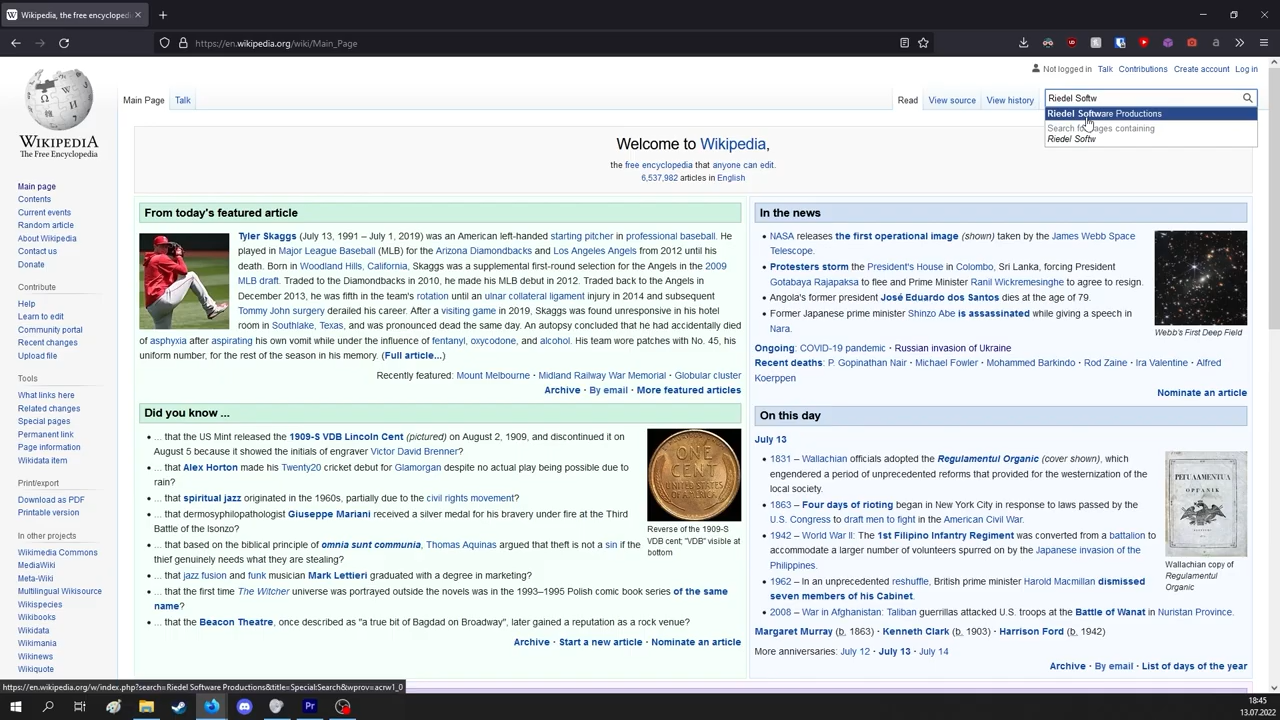 Wikipedia, the free encyclopedi
https://en.wikipedia.org/wiki/Main_Page
Not logged in Talk Contributions Create account Log in
Main Page Talk Read View source View history
Riedel Softw
Riedel Software Productions
Riedel Softw
WIKIPEDIA
The Free Encyclopedia
Main page
Contents
Current events
Random article
About Wikipedia
Contact us
Donate
Contribute
Help
Learn to edit
Community portal
Recent changes
Upload file
Tools
What links here
Related changes
Special pages
Permanent link
Page information
Wikidata item
Print/export
Download as PDF
Printable version
In other projects
Wikimedia Commons
MediaWiki
Meta-Wiki
Multilingual Wikisource
Wikispecies
Wikibooks
Wikidata
Wikimania
Wikinews
Wikiquote
Welcome to Wikipedia,
the free encyclopedia that anyone can edit.
6,537,982 articles in English
From today's featured article
Tyler Skaggs (July 13, 1991 – July 1, 2019) was an American left-handed starting pitcher in professional baseball. He
played in Major League Baseball (MLB) for the Arizona Diamondbacks and Los Angeles Angels from 2012 until his
death. Born in Woodland Hills, California, Skaggs was a supplemental first-round selection for the Angels in the 2009
MLB draft. Traded to the Diamondbacks in 2010, he made his MLB debut in 2012. Traded back to the Angels in
December 2013, he was fifth in the team's rotation until an ulnar collateral ligament injury in 2014 and subsequent
Tommy John surgery derailed his career. After a visiting game in 2019, Skaggs was found unresponsive in his hotel
room in Southlake, Texas, and was pronounced dead the same day. An autopsy concluded that he had accidentally died
of asphyxia after aspirating his own vomit while under the influence of fentanyl, oxycodone, and alcohol. His team wore patches with No. 45, his
uniform number, for the rest of the season in his memory. (Full article...)
Recently featured: Mount Melbourne · Midland Railway War Memorial · Globular cluster
Archive · By email · More featured articles
Did you know ...
... that the US Mint released the 1909-S VDB Lincoln Cent (pictured) on August 2, 1909, and discontinued it on
August 5 because it showed the initials of engraver Victor David Brenner?
... that Alex Horton made his Twenty20 cricket debut for Glamorgan despite no actual play being possible due to
rain?
... that spiritual jazz originated in the 1960s, partially due to the civil rights movement?
... that dermosyphilopathologist Giuseppe Mariani received a silver medal for his bravery under fire at the Third
Battle of the Isonzo?
... that based on the biblical principle of omnia sunt communia, Thomas Aquinas argued that theft is not a sin if the
thief genuinely needs what they are stealing?
... that jazz fusion and funk musician Mark Lettieri graduated with a degree in marketing?
... that the first time The Witcher universe was portrayed outside the novels was in the 1993–1995 Polish comic book series of the same
name?
... that the Beacon Theatre, once described as "a true bit of Bagdad on Broadway", later gained a reputation as a rock venue?
ONE
CENT
Reverse of the 1909-S
VDB cent; "VDB" visible at
bottom
Archive · Start a new article · Nominate an article
In the news
NASA releases the first operational image (shown) taken by the James Webb Space
Telescope.
Protesters storm the President's House in Colombo, Sri Lanka, forcing President
Gotabaya Rajapaksa to flee and Prime Minister Ranil Wickremesinghe to agree to resign.
Angola's former president José Eduardo dos Santos dies at the age of 79.
Former Japanese prime minister Shinzo Abe is assassinated while giving a speech in
Nara.
Webb's First Deep Field
Ongoing: COVID-19 pandemic · Russian invasion of Ukraine
Recent deaths: P. Gopinathan Nair · Michael Fowler · Mohammed Barkindo · Rod Zaine · Ira Valentine · Alfred
Koerppen
Nominate an article
On this day
July 13
1831 – Wallachian officials adopted the Regulamentul Organic (cover shown), which
engendered a period of unprecedented reforms that provided for the westernization of the
local society.
1863 – Four days of rioting began in New York City in response to laws passed by the
U.S. Congress to draft men to fight in the American Civil War.
1942 – World War II: The 1st Filipino Infantry Regiment was converted from a battalion to
accommodate a larger number of volunteers spurred on by the Japanese invasion of the
Philippines.
1962 – In an unprecedented reshuffle, British prime minister Harold Macmillan dismissed
seven members of his Cabinet.
2008 – War in Afghanistan: Taliban guerrillas attacked U.S. troops at the Battle of Wanat in Nuristan Province.
Wallachian copy of
Regulamentul
Organic
Margaret Murray (b. 1863) · Kenneth Clark (b. 1903) · Harrison Ford (b. 1942)
More anniversaries: July 12 · July 13 · July 14
Archive · By email · List of days of the year
https://en.wikipedia.org/w/index.php?search=Riedel Software Productions&title=Special:Search&wprov=acrw1_0
18:45
13.07.2022